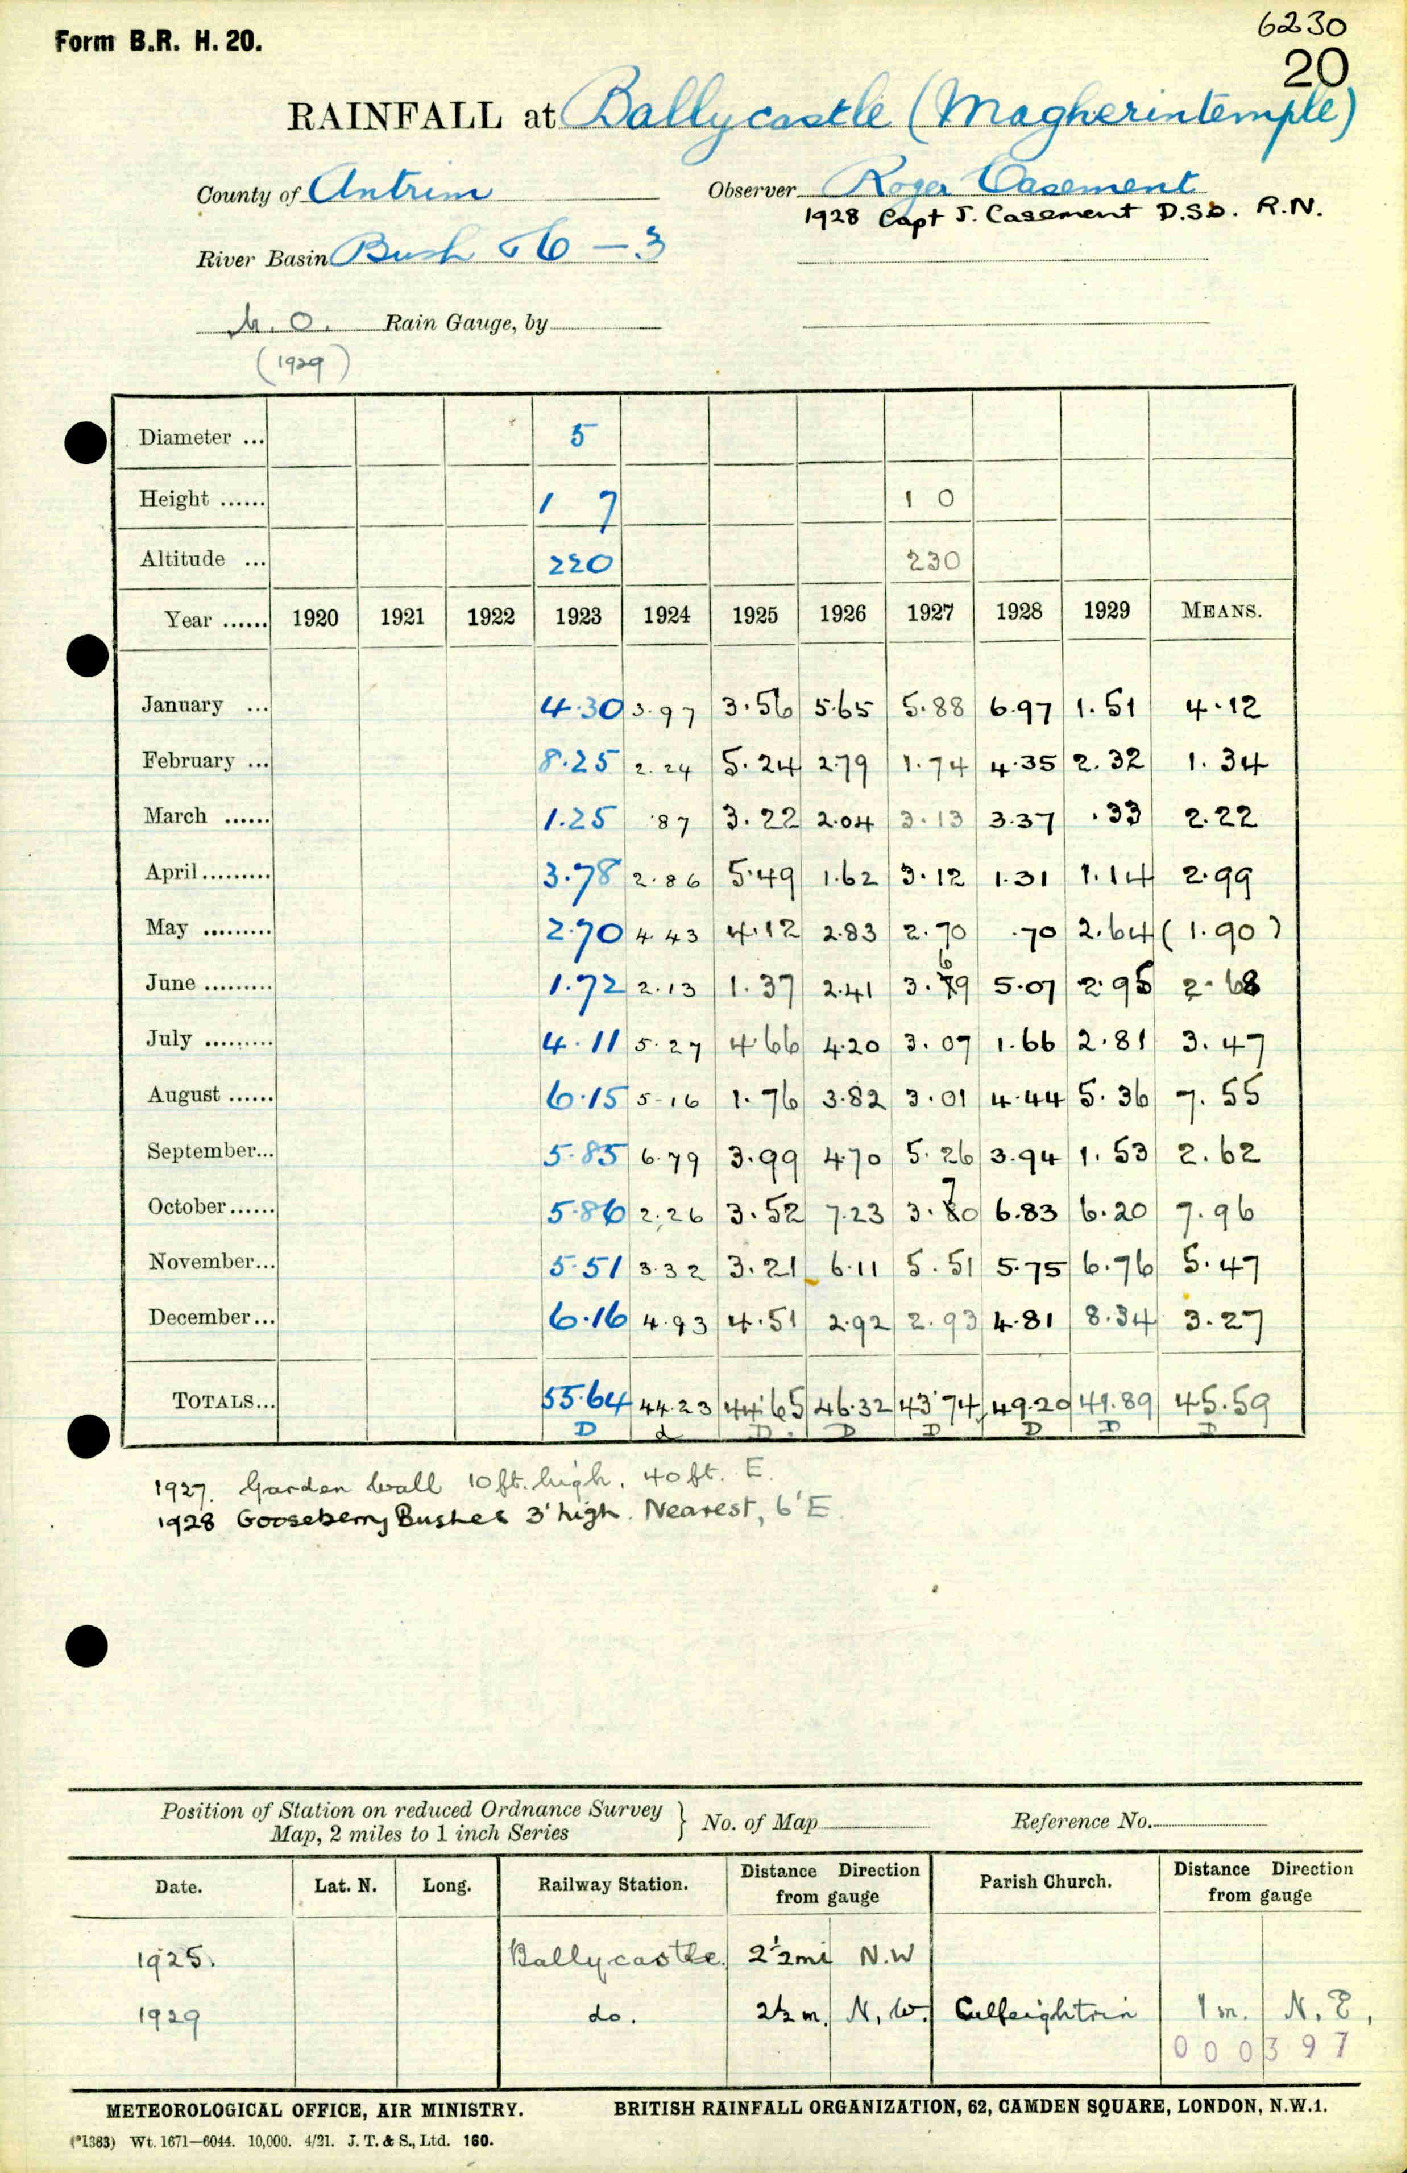 6230
Form B.R. H. 20.
20
RAINFALL at Ballycastle (Magherintemple)
County of Antrim Observer Roger Casement
1928 Capt J. Casement D.S.O. R.N.
River Basin Bush &c — 3
M. O. Rain Gauge, by
(1929)
Diameter ... 5
Height ...... 1 7 1 0
Altitude ... 220 230
Year ...... 1920 1921 1922 1923 1924 1925 1926 1927 1928 1929 MEANS.
January ... 4.30 3.97 3.56 5.65 5.88 6.97 1.51 4.12
February ... 8.25 2.24 5.24 2.79 1.74 4.35 2.32 1.34
March ...... 1.25 .87 3.22 2.04 3.13 3.37 .33 2.22
April......... 3.78 2.86 5.49 1.62 3.12 1.31 1.14 2.99
May ......... 2.70 4.43 4.12 2.83 2.70 .70 2.64 (1.90)
June ......... 1.72 2.13 1.37 2.41 3.69 5.07 2.95 2.68
July ......... 4.11 5.27 4.66 4.20 3.07 1.66 2.81 3.47
August ...... 6.15 5.16 1.76 3.82 3.01 4.44 5.36 7.55
September... 5.85 6.79 3.99 4.70 5.26 3.94 1.53 2.62
October...... 5.86 2.26 3.52 7.23 3.70 6.83 6.20 7.96
November... 5.51 3.32 3.21 6.11 5.51 5.75 6.76 5.47
December... 6.16 4.93 4.51 2.92 2.93 4.81 8.34 3.27
TOTALS... 55.64 44.23 44.65 46.32 43.74 49.20 41.89 45.59
D d D. D D D D D
1927. Garden wall 10 ft. high. 40 ft. E.
1928 Gooseberry Bushes 3' high. Nearest, 6' E
Position of Station on reduced Ordnance Survey Map, 2 miles to 1 inch Series } No. of Map Reference No.
Date. Lat. N. Long. Railway Station. Distance Direction from gauge Parish Church. Distance Direction from gauge
1925. Ballycastle. 2½ mi N.W
1929 do. 2½ m. N.W. Culfeightrin 1 m. N.E.
000397
METEOROLOGICAL OFFICE, AIR MINISTRY. BRITISH RAINFALL ORGANIZATION, 62, CAMDEN SQUARE, LONDON, N.W.1.
(*1383) Wt. 1671—6044. 10,000. 4/21. J. T. & S., Ltd. 160.